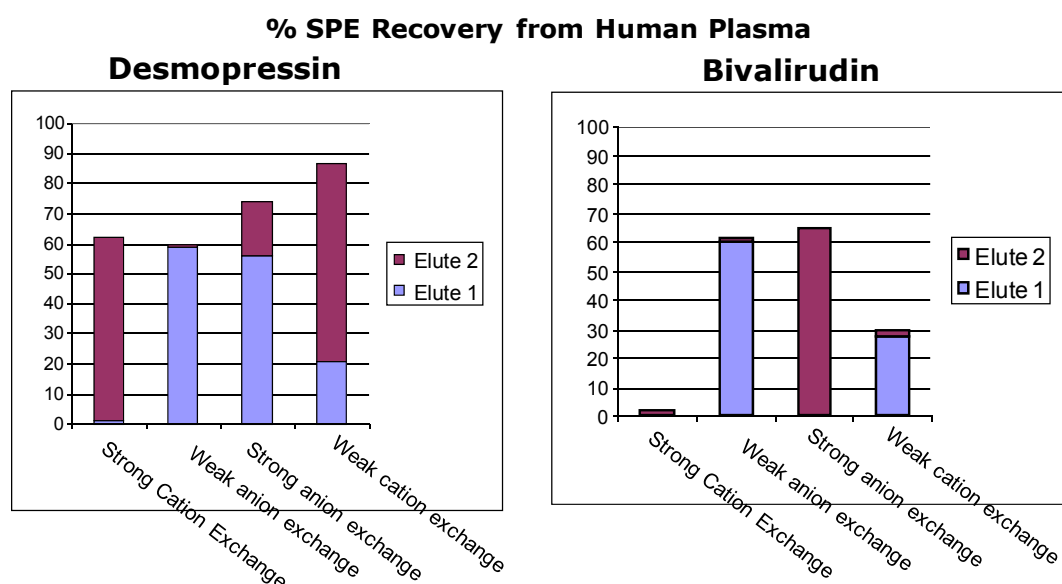 % SPE Recovery from Human Plasma
Desmopressin
100
90
80
70
60
50
40
30
20
10
0
Strong Cation Exchange
Weak anion exchange
Strong anion exchange
Weak cation exchange
Elute 2
Elute 1
Bivalirudin
100
90
80
70
60
50
40
30
20
10
0
Strong Cation Exchange
Weak anion exchange
Strong anion exchange
Weak cation exchange
Elute 2
Elute 1